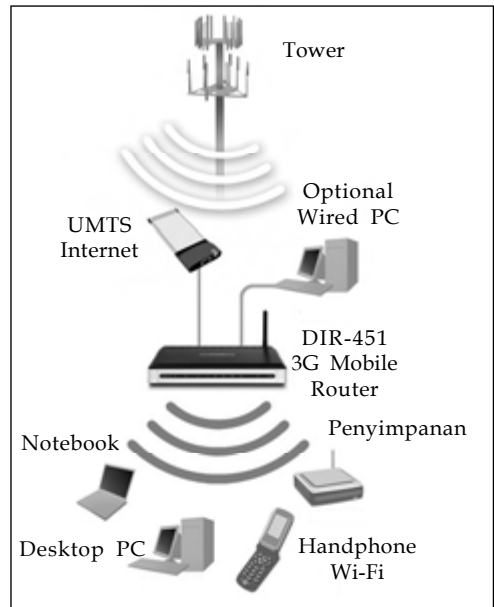 Tower
Optional
Wired PC
UMTS
Internet
DIR-451
3G Mobile
Router
Notebook
Penyimpanan
Desktop PC
Handphone
Wi-Fi